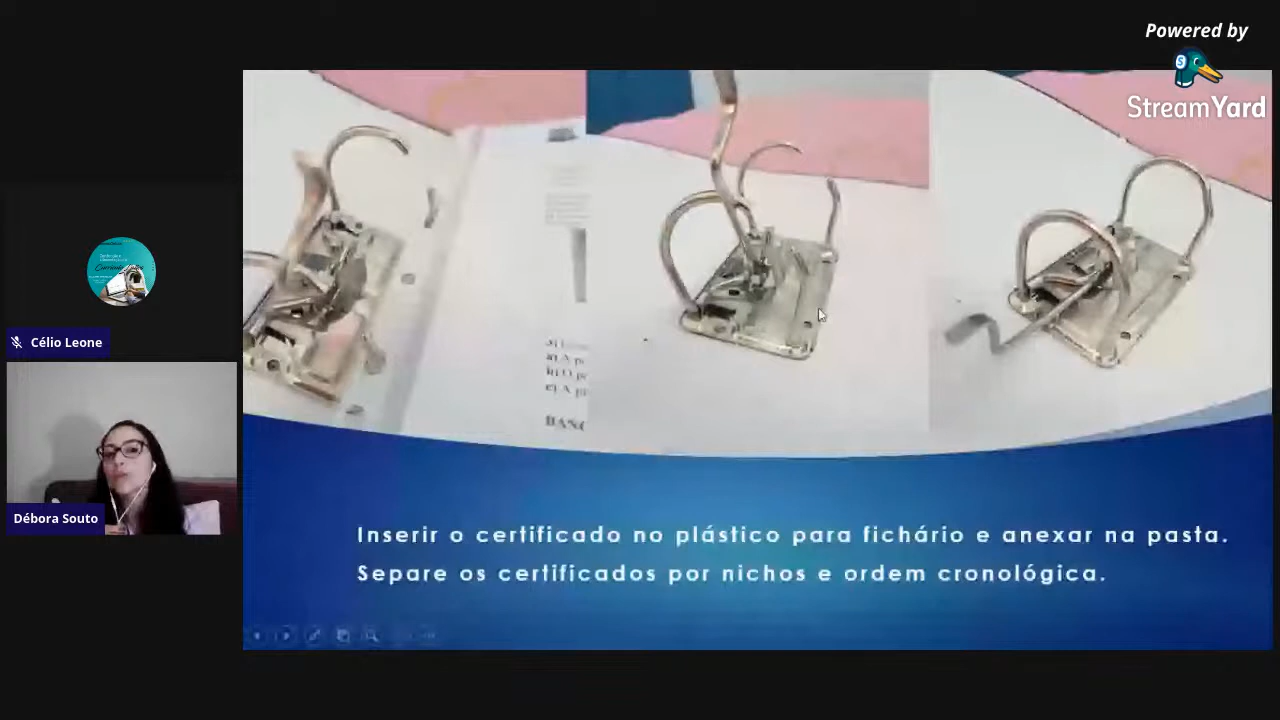 Powered by
StreamYard
Célio Leone
Débora Souto
Inserir o certificado no plástico para fichário e anexar na pasta.
Separe os certificados por nichos e ordem cronológica.